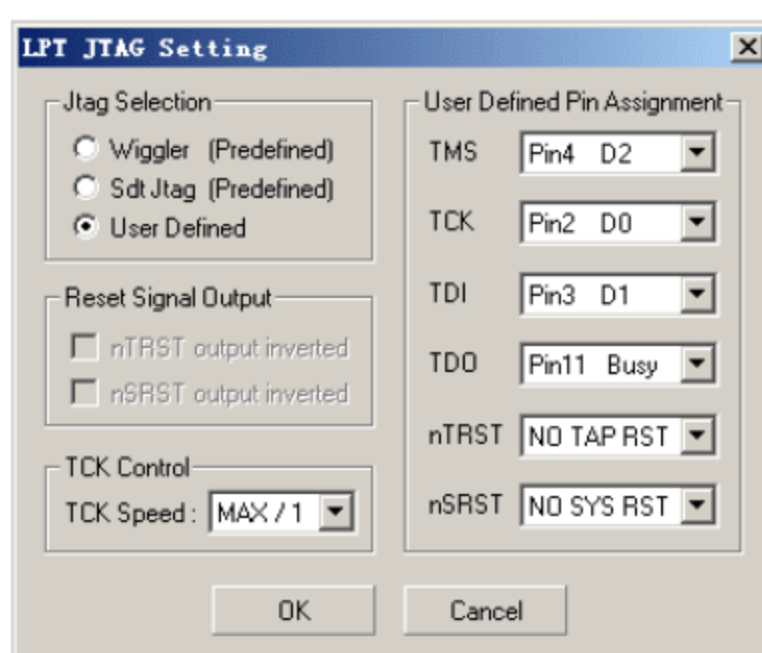 LPT JTAG Setting
Jtag Selection
Wiggler (Predefined)
Sdt Jtag (Predefined)
User Defined
Reset Signal Output
nTRST output inverted
nSRST output inverted
TCK Control
TCK Speed : MAX / 1
User Defined Pin Assignment
TMS Pin4 D2
TCK Pin2 D0
TDI Pin3 D1
TDO Pin11 Busy
nTRST NO TAP RST
nSRST NO SYS RST
OK Cancel